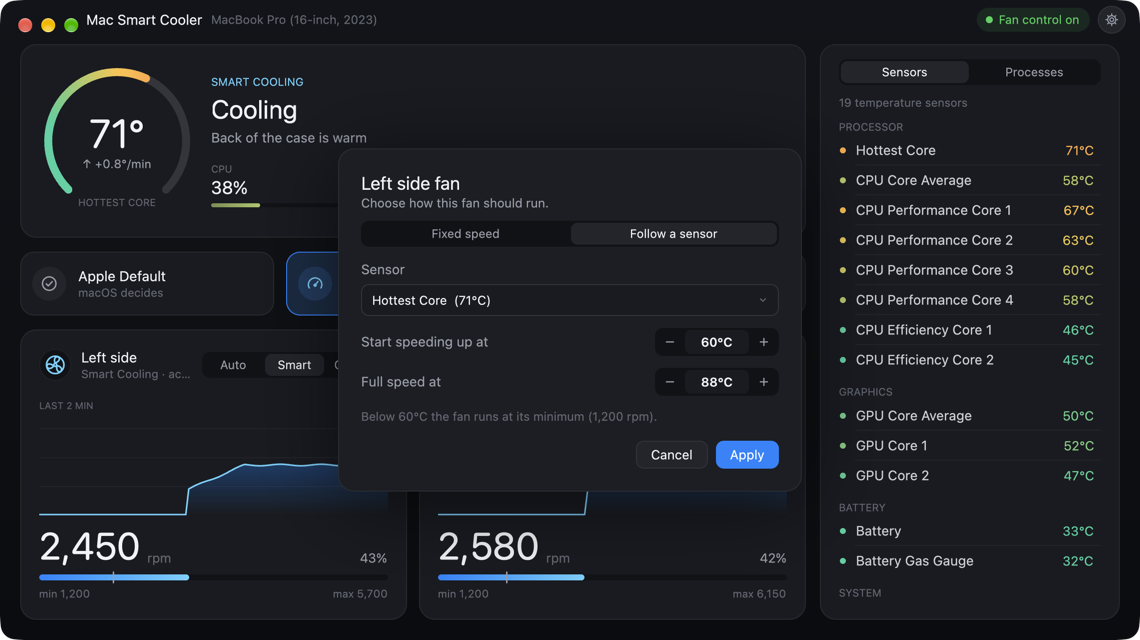 Mac Smart Cooler MacBook Pro (16-inch, 2023)
Fan control on
71°
↑ +0.8°/min
HOTTEST CORE
SMART COOLING
Cooling
Back of the case is warm
CPU
38%
Apple Default
macOS decides
Left side
Smart Cooling · ac...
Auto Smart
LAST 2 MIN
2,450 rpm 43%
min 1,200 max 5,700
2,580 rpm 42%
min 1,200 max 6,150
Left side fan
Choose how this fan should run.
Fixed speed Follow a sensor
Sensor
Hottest Core (71°C)
Start speeding up at − 60°C +
Full speed at − 88°C +
Below 60°C the fan runs at its minimum (1,200 rpm).
Cancel Apply
Sensors Processes
19 temperature sensors
PROCESSOR
Hottest Core 71°C
CPU Core Average 58°C
CPU Performance Core 1 67°C
CPU Performance Core 2 63°C
CPU Performance Core 3 60°C
CPU Performance Core 4 58°C
CPU Efficiency Core 1 46°C
CPU Efficiency Core 2 45°C
GRAPHICS
GPU Core Average 50°C
GPU Core 1 52°C
GPU Core 2 47°C
BATTERY
Battery 33°C
Battery Gas Gauge 32°C
SYSTEM